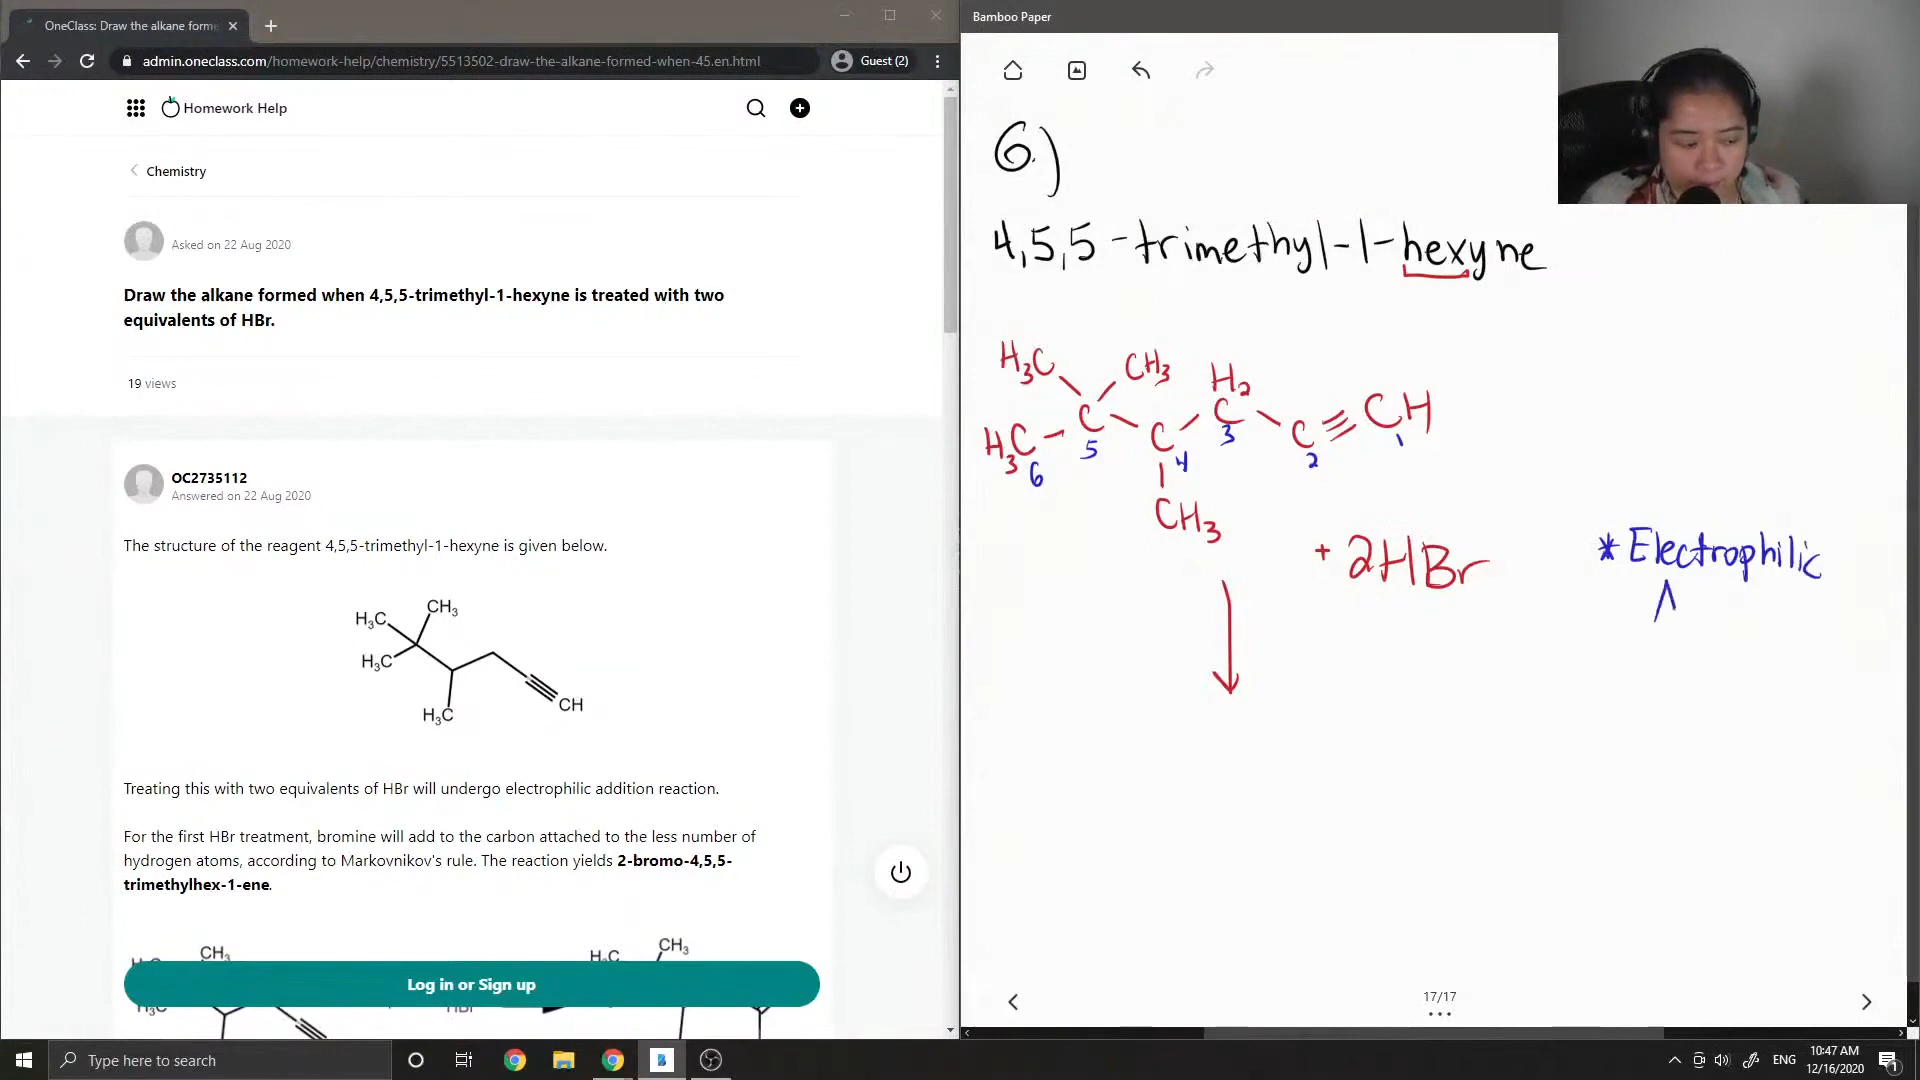 OneClass: Draw the alkane form
admin.oneclass.com/homework-help/chemistry/5513502-draw-the-alkane-formed-when-45.en.html
Guest (2)
Homework Help
Chemistry
Asked on 22 Aug 2020
Draw the alkane formed when 4,5,5-trimethyl-1-hexyne is treated with two
equivalents of HBr.
19 views
OC2735112
Answered on 22 Aug 2020
The structure of the reagent 4,5,5-trimethyl-1-hexyne is given below.
CH3
H3C
H3C
CH
H3C
Treating this with two equivalents of HBr will undergo electrophilic addition reaction.
For the first HBr treatment, bromine will add to the carbon attached to the less number of
hydrogen atoms, according to Markovnikov's rule. The reaction yields 2-bromo-4,5,5-
trimethylhex-1-ene.
CH3
CH3
H3C
Log in or Sign up
H3C
HBr
Type here to search
Bamboo Paper
6.)
4,5,5-trimethyl-1-hexyne
H3C CH3 H2
H3C - C C C C ≡ CH
6 5 4 3 2 1
CH3
+ 2HBr
* Electrophilic
17/17
ENG
10:47 AM
12/16/2020
1